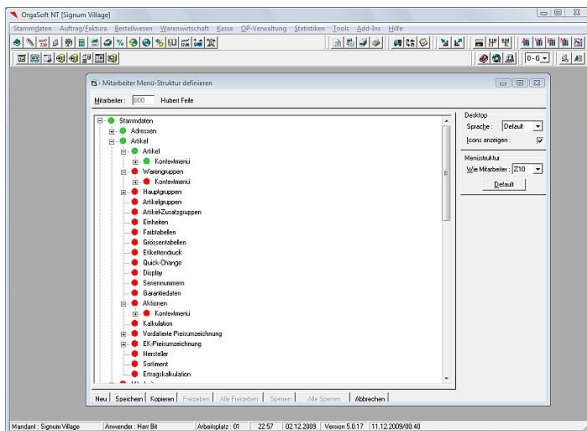 OrgaSoft NT [Signum Village]
Stammdaten Auftrag/Faktura Bestellwesen Warenwirtschaft Kasse OP-Verwaltung Statistiken Tools Add-Ins Hilfe
0-6
Mitarbeiter Menü-Struktur definieren
Mitarbeiter: 800 Hubert Feile
Desktop
Sprache: Default
Icons anzeigen:
Menüstruktur
Wie Mitarbeiter: Z10
Default
Stammdaten
Adressen
Artikel
Artikel
Kontextmenü
Warengruppen
Kontextmenü
Hauptgruppen
Artikelgruppen
Artikel/Zusatzgruppen
Einheiten
Farbtabellen
Grössentabellen
Etikettendruck
Quick-Change
Display
Seriennummern
Garantiedaten
Aktionen
Kontextmenü
Kalkulation
Vordatierte Preisumzeichnung
EK-Preisumzeichnung
Hersteller
Sortiment
Ertragskalkulation
Neu Speichern Kopieren Freigeben Alle Freigeben Sperren Alle Sperren Abbrechen
Mandant : Signum Village Anwender : Herr Bit Arbeitsplatz : 01 22:57 02.12.2009 Version 5.0.17 11.12.2009/00.40